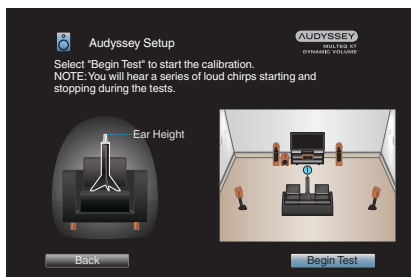 Audyssey Setup
AUDYSSEY
MULTEQ XT
DYNAMIC VOLUME
Select "Begin Test" to start the calibration.
NOTE: You will hear a series of loud chirps starting and
stopping during the tests.
Ear Height
1
Back
Begin Test